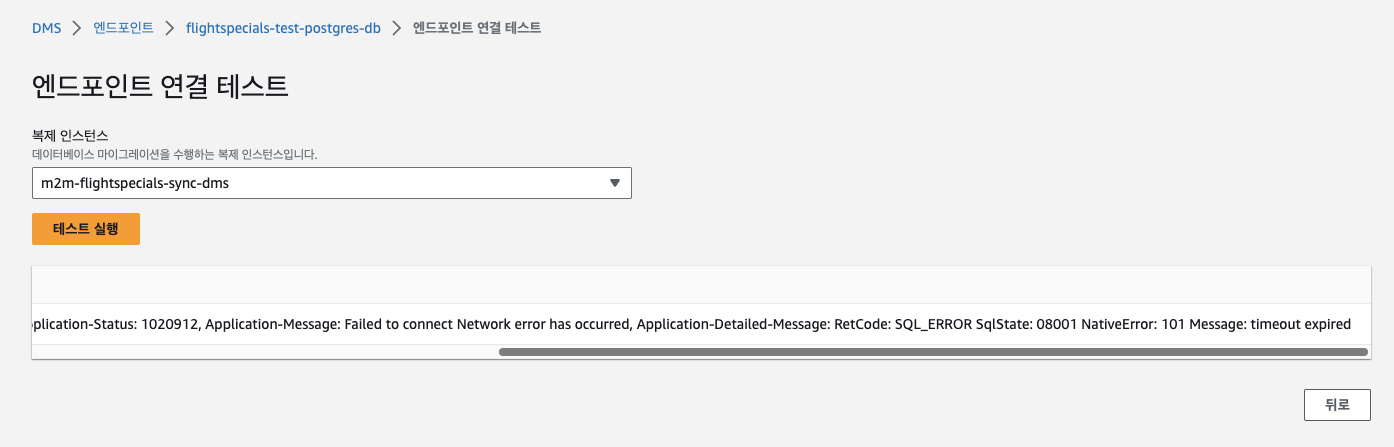 DMS > 엔드포인트 > flightspecials-test-postgres-db > 엔드포인트 연결 테스트
엔드포인트 연결 테스트
복제 인스턴스
데이터베이스 마이그레이션을 수행하는 복제 인스턴스입니다.
m2m-flightspecials-sync-dms
테스트 실행
plication-Status: 1020912, Application-Message: Failed to connect Network error has occurred, Application-Detailed-Message: RetCode: SQL_ERROR SqlState: 08001 NativeError: 101 Message: timeout expired
뒤로